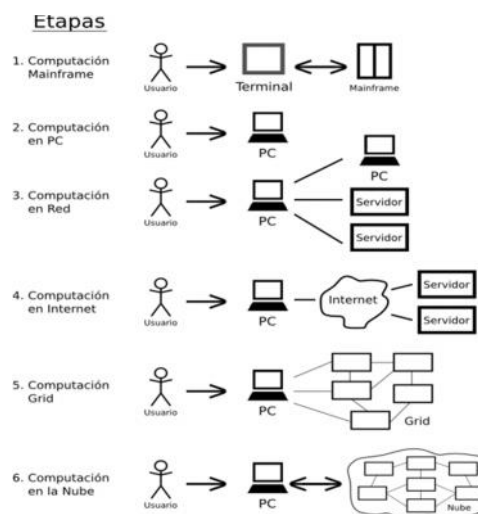 Etapas
1. Computación
Mainframe
Usuario
Terminal
Mainframe
2. Computación
en PC
Usuario
PC
PC
3. Computación
en Red
Usuario
PC
Servidor
Servidor
4. Computación
en Internet
Usuario
PC
Internet
Servidor
Servidor
5. Computación
Grid
Usuario
PC
Grid
6. Computación
en la Nube
Usuario
PC
Nube